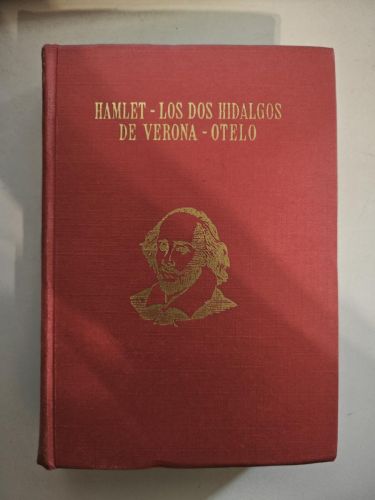 HAMLET - LOS DOS HIDALGOS
DE VERONA - OTELO